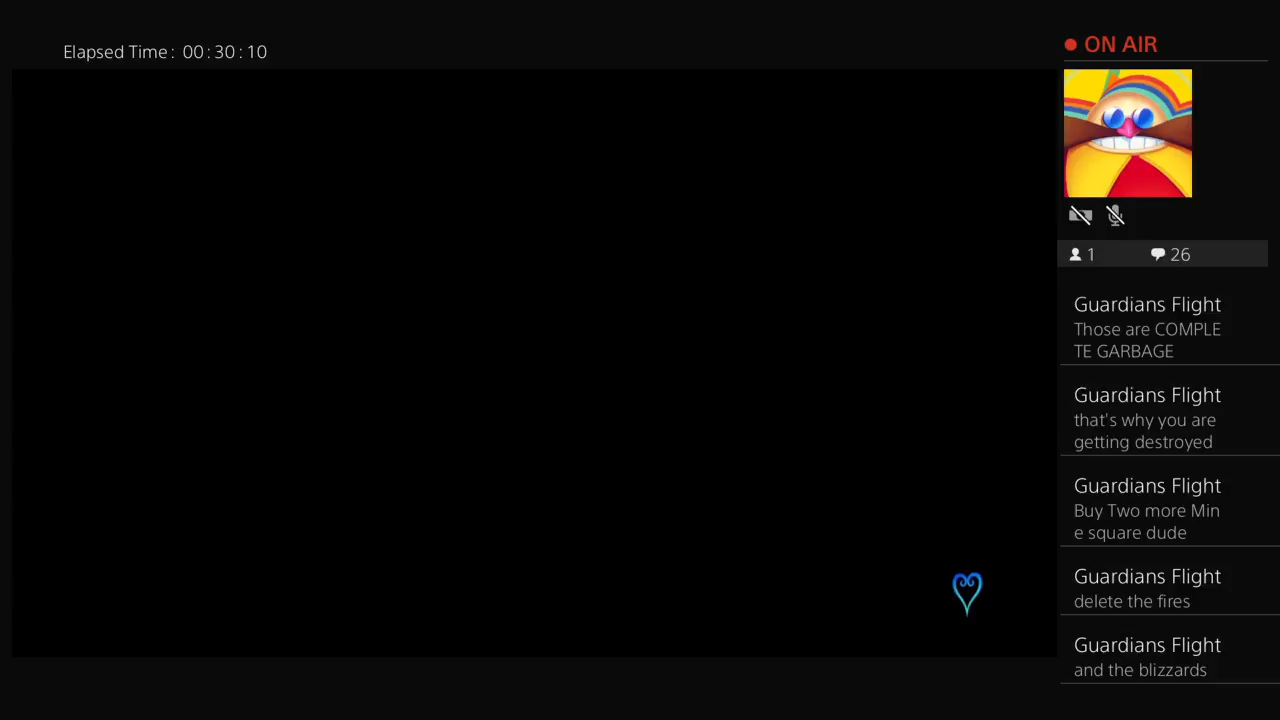 Elapsed Time: 00:30:10
ON AIR
1 26
Guardians Flight
Those are COMPLE
TE GARBAGE
Guardians Flight
that's why you are
getting destroyed
Guardians Flight
Buy Two more Min
e square dude
Guardians Flight
delete the fires
Guardians Flight
and the blizzards